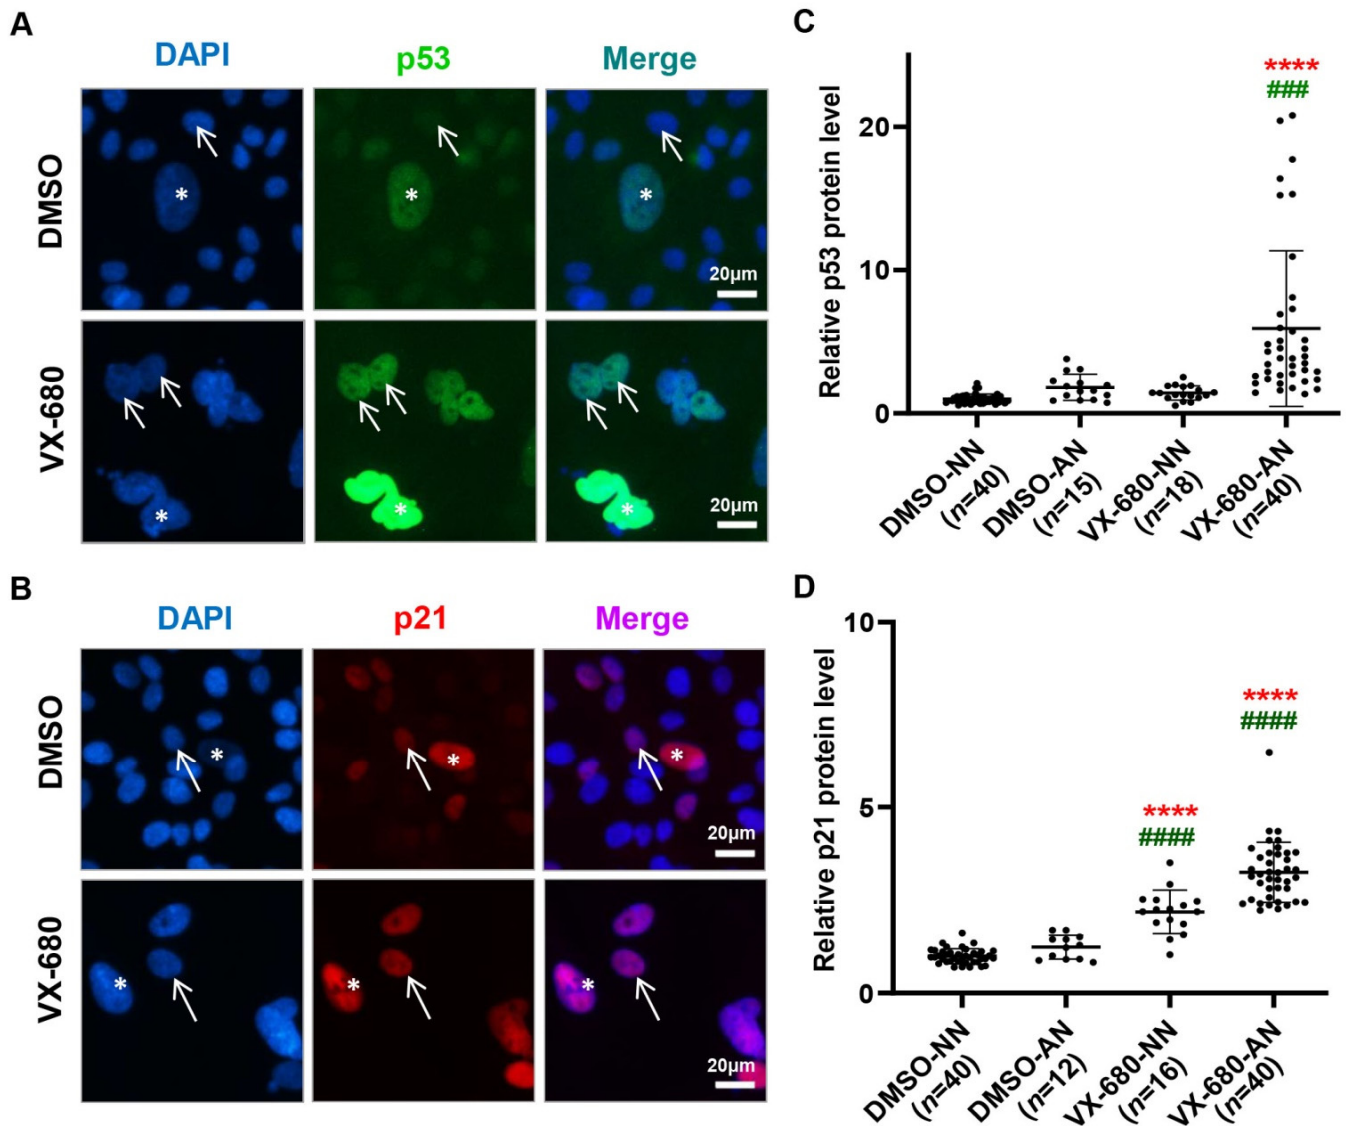 A
DAPI
p53
Merge
DMSO
*
*
*
20μm
VX-680
*
*
*
20μm
B
DAPI
p21
Merge
DMSO
*
*
*
20μm
VX-680
*
*
*
20μm
C
Relative p53 protein level
20
10
0
****
###
DMSO-NN
(n=40)
DMSO-AN
(n=15)
VX-680-NN
(n=18)
VX-680-AN
(n=40)
D
Relative p21 protein level
10
5
0
****
####
****
####
DMSO-NN
(n=40)
DMSO-AN
(n=12)
VX-680-NN
(n=16)
VX-680-AN
(n=40)